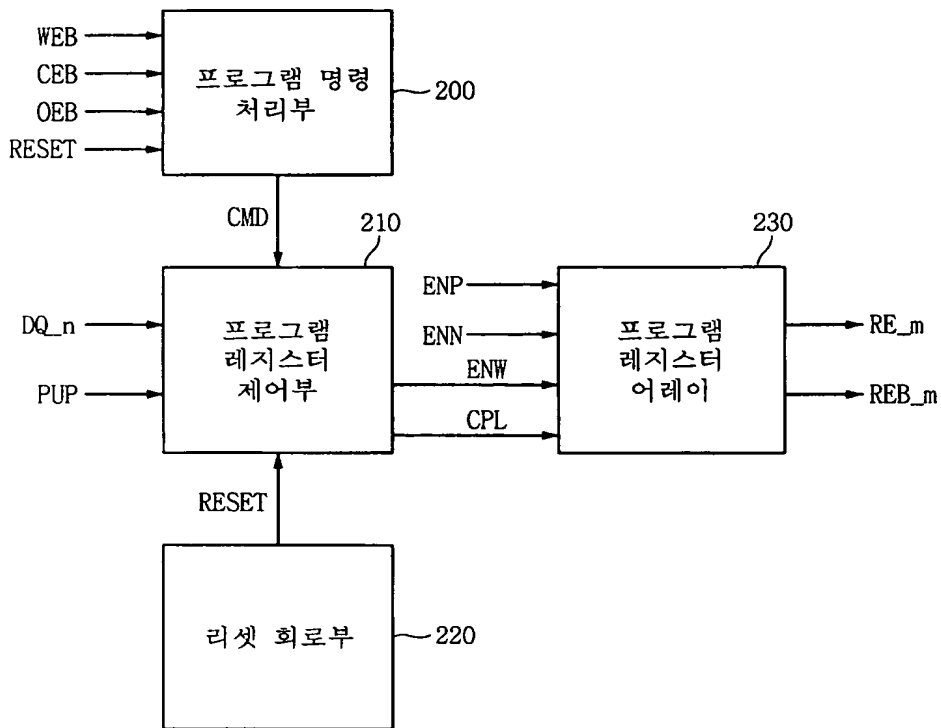 WEB
CEB
OEB
RESET
프로그램 명령
처리부
200
CMD
210
230
DQ_n
PUP
프로그램
레지스터
제어부
ENP
ENN
ENW
CPL
프로그램
레지스터
어레이
RE_m
REB_m
RESET
리셋 회로부
220